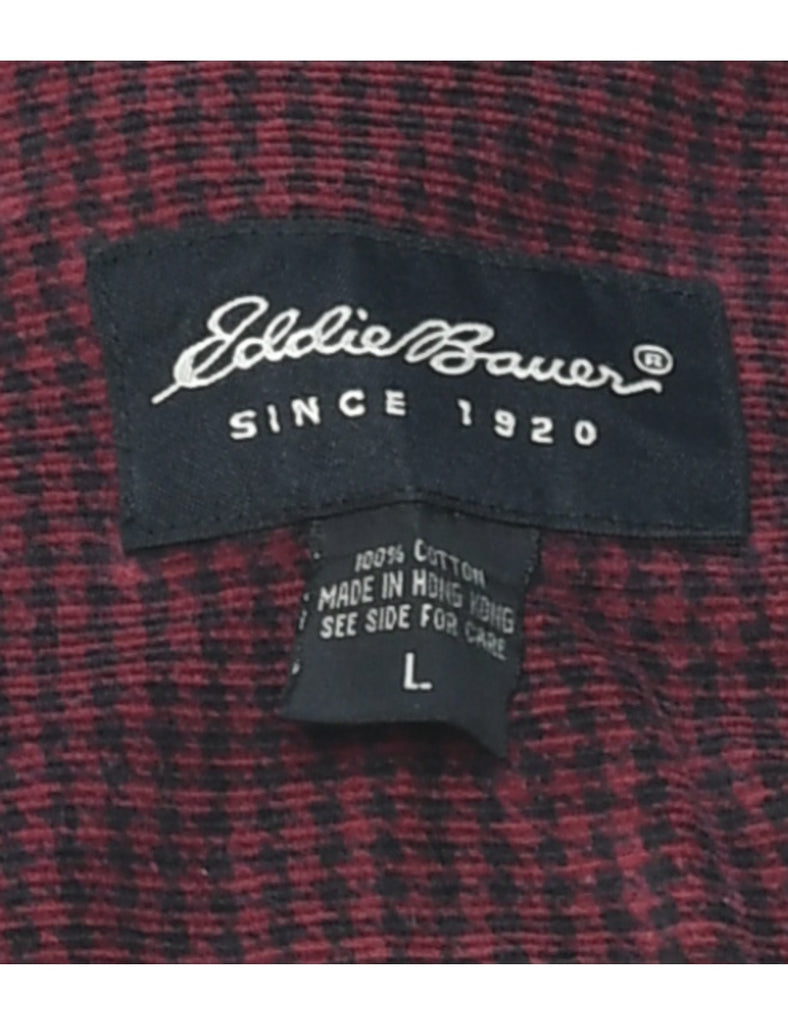 Eddie Bauer®
SINCE 1920
100% COTTON
MADE IN HONG KONG
SEE SIDE FOR CARE
L